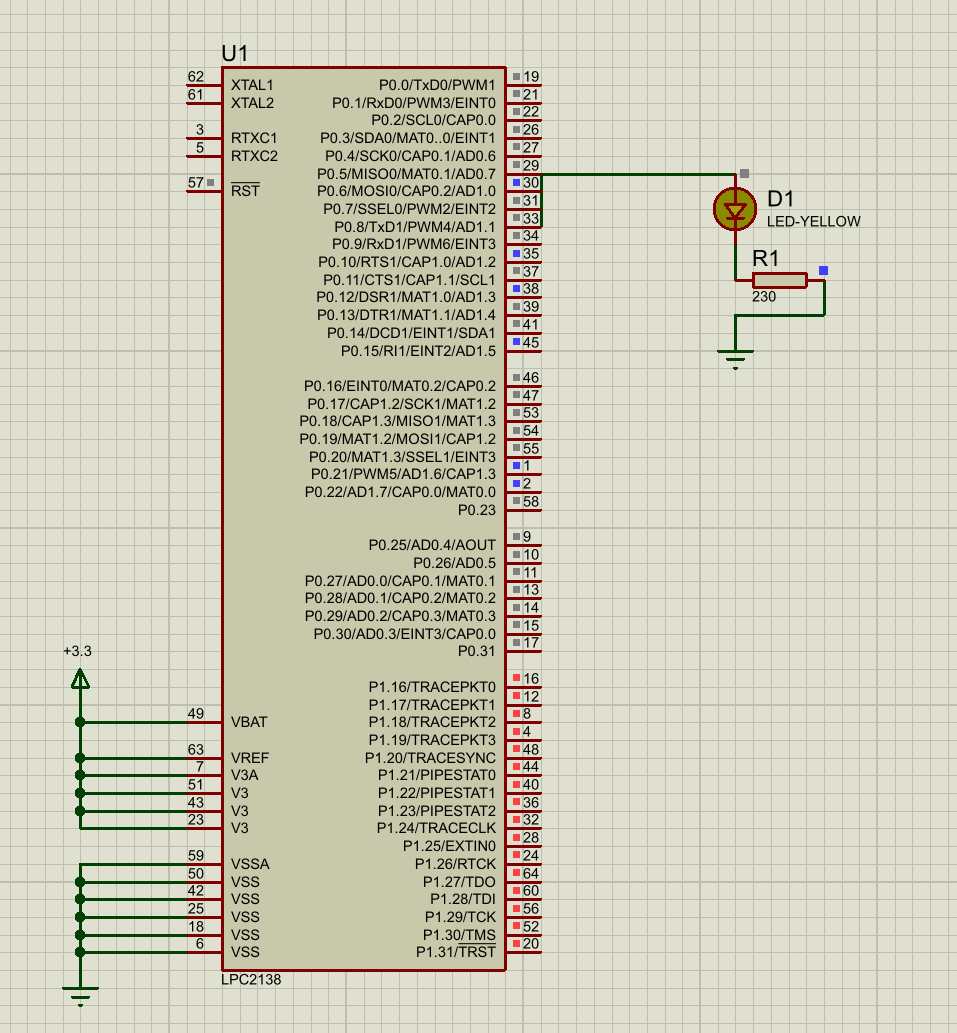 U1
62 XTAL1
61 XTAL2
3 RTXC1
5 RTXC2
57 RST
P0.0/TxD0/PWM1 19
P0.1/RxD0/PWM3/EINT0 21
P0.2/SCL0/CAP0.0 22
P0.3/SDA0/MAT0..0/EINT1 26
P0.4/SCK0/CAP0.1/AD0.6 27
P0.5/MISO0/MAT0.1/AD0.7 29
P0.6/MOSI0/CAP0.2/AD1.0 30
P0.7/SSEL0/PWM2/EINT2 31
P0.8/TxD1/PWM4/AD1.1 33
P0.9/RxD1/PWM6/EINT3 34
P0.10/RTS1/CAP1.0/AD1.2 35
P0.11/CTS1/CAP1.1/SCL1 37
P0.12/DSR1/MAT1.0/AD1.3 38
P0.13/DTR1/MAT1.1/AD1.4 39
P0.14/DCD1/EINT1/SDA1 41
P0.15/RI1/EINT2/AD1.5 45
P0.16/EINT0/MAT0.2/CAP0.2 46
P0.17/CAP1.2/SCK1/MAT1.2 47
P0.18/CAP1.3/MISO1/MAT1.3 53
P0.19/MAT1.2/MOSI1/CAP1.2 54
P0.20/MAT1.3/SSEL1/EINT3 55
P0.21/PWM5/AD1.6/CAP1.3 1
P0.22/AD1.7/CAP0.0/MAT0.0 2
P0.23 58
P0.25/AD0.4/AOUT 9
P0.26/AD0.5 10
P0.27/AD0.0/CAP0.1/MAT0.1 11
P0.28/AD0.1/CAP0.2/MAT0.2 13
P0.29/AD0.2/CAP0.3/MAT0.3 14
P0.30/AD0.3/EINT3/CAP0.0 15
P0.31 17
P1.16/TRACEPKT0 16
P1.17/TRACEPKT1 12
P1.18/TRACEPKT2 8
P1.19/TRACEPKT3 4
P1.20/TRACESYNC 48
P1.21/PIPESTAT0 44
P1.22/PIPESTAT1 40
P1.23/PIPESTAT2 36
P1.24/TRACECLK 32
P1.25/EXTIN0 28
P1.26/RTCK 24
P1.27/TDO 64
P1.28/TDI 60
P1.29/TCK 56
P1.30/TMS 52
P1.31/TRST 20
+3.3
49 VBAT
63 VREF
7 V3A
51 V3
43 V3
23 V3
59 VSSA
50 VSS
42 VSS
25 VSS
18 VSS
6 VSS
LPC2138
D1
LED-YELLOW
R1
230